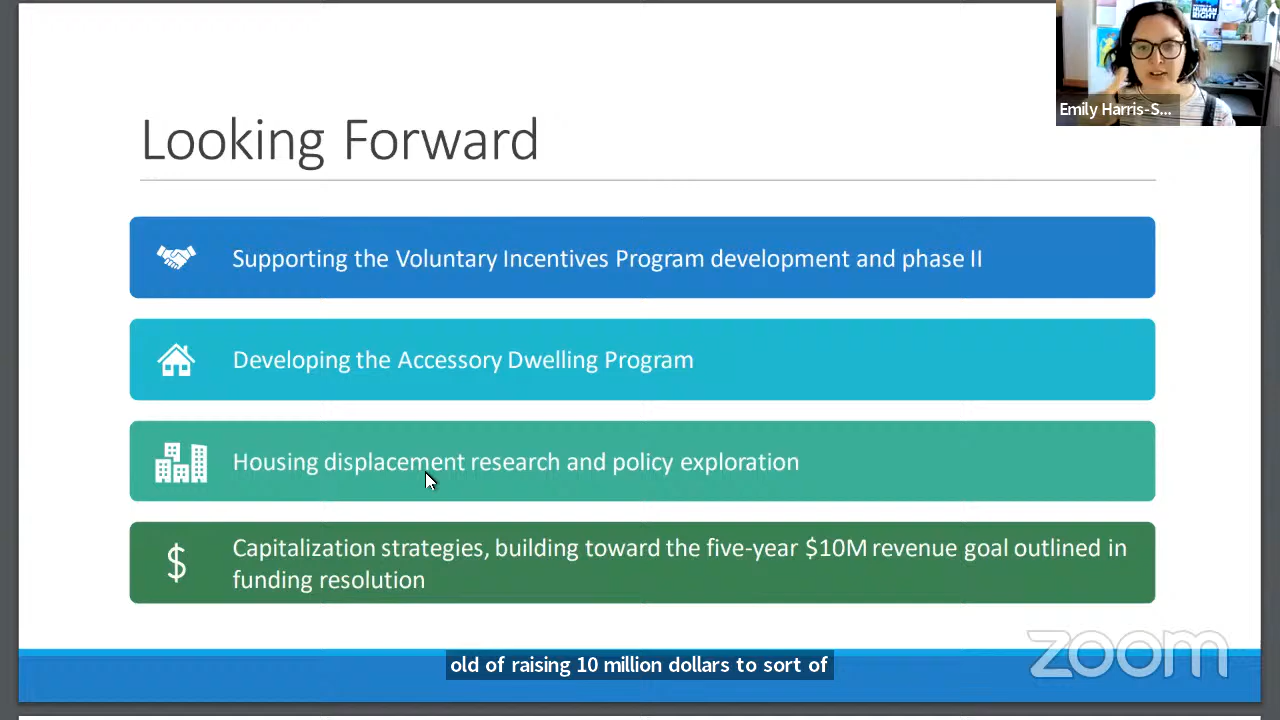 HUMAN
RIGHT
Emily Harris-S...
Looking Forward
Supporting the Voluntary Incentives Program development and phase II
Developing the Accessory Dwelling Program
Housing displacement research and policy exploration
$
Capitalization strategies, building toward the five-year $10M revenue goal outlined in
funding resolution
zoom
old of raising 10 million dollars to sort of